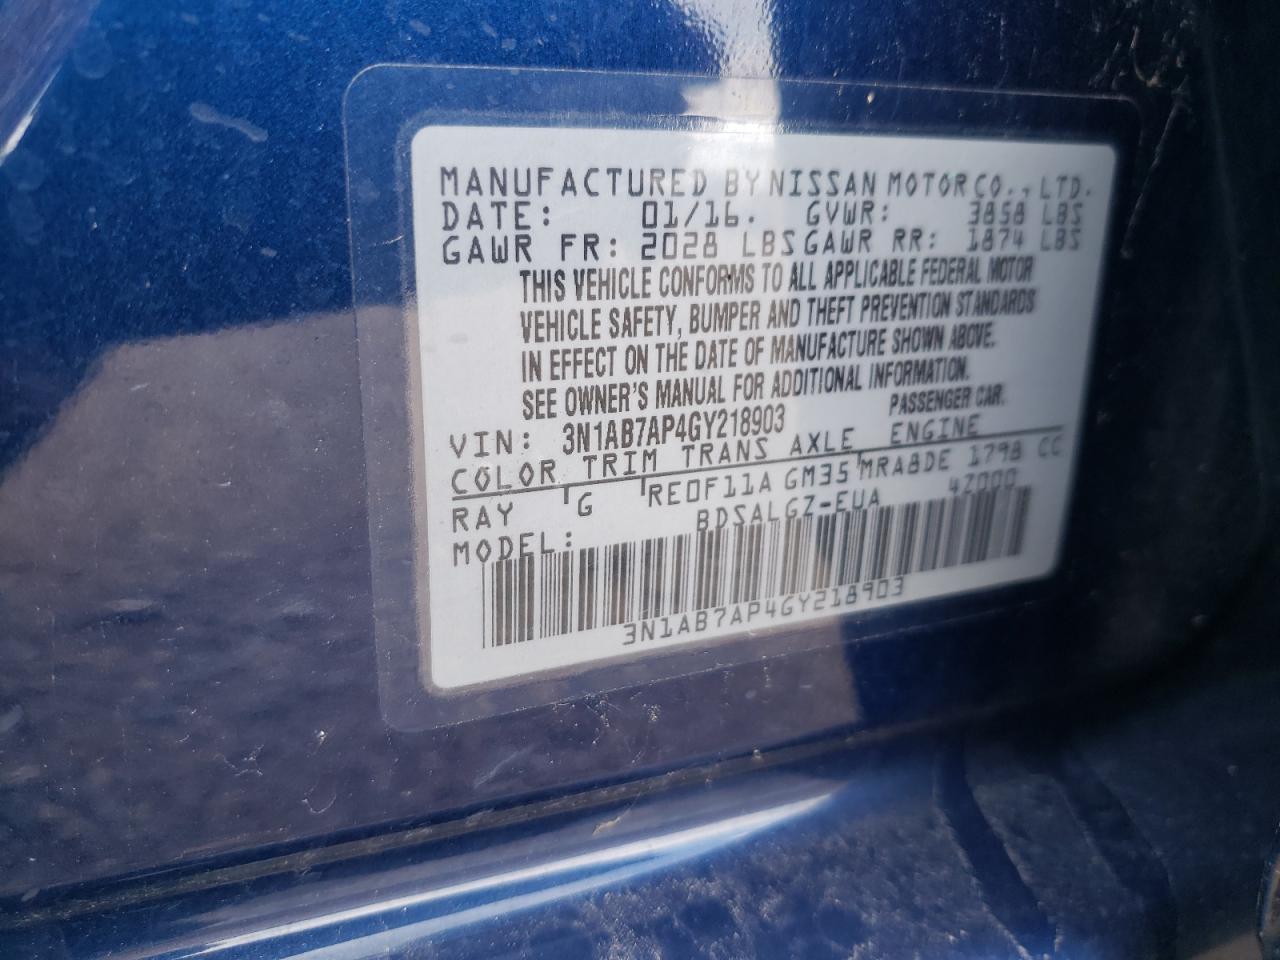 MANUFACTURED BY NISSAN MOTOR CO., LTD.
DATE: 01/16. GVWR: 3858 LBS
GAWR FR: 2028 LBS GAWR RR: 1874 LBS
THIS VEHICLE CONFORMS TO ALL APPLICABLE FEDERAL MOTOR
VEHICLE SAFETY, BUMPER AND THEFT PREVENTION STANDARDS
IN EFFECT ON THE DATE OF MANUFACTURE SHOWN ABOVE.
SEE OWNER'S MANUAL FOR ADDITIONAL INFORMATION.
VIN: 3N1AB7AP4GY218903 PASSENGER CAR.
COLOR TRIM TRANS AXLE ENGINE
RAY G RE0F11A GM35 MRA8DE 1798 CC
MODEL: BDSALGZ-EUA 4Z000
3N1AB7AP4GY218903